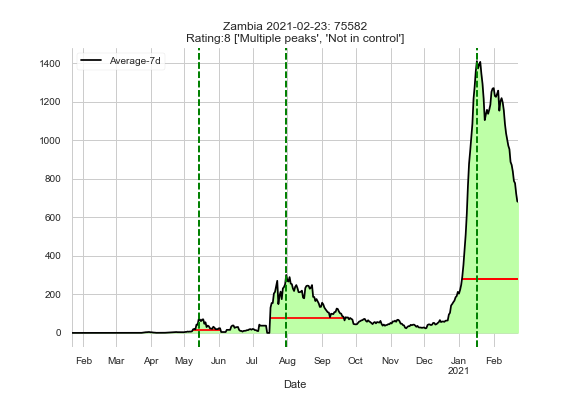 Zambia 2021-02-23: 75582
Rating:8 ['Multiple peaks', 'Not in control']
Average-7d
1400
1200
1000
800
600
400
200
0
Feb Mar Apr May Jun Jul Aug Sep Oct Nov Dec Jan Feb
2021
Date